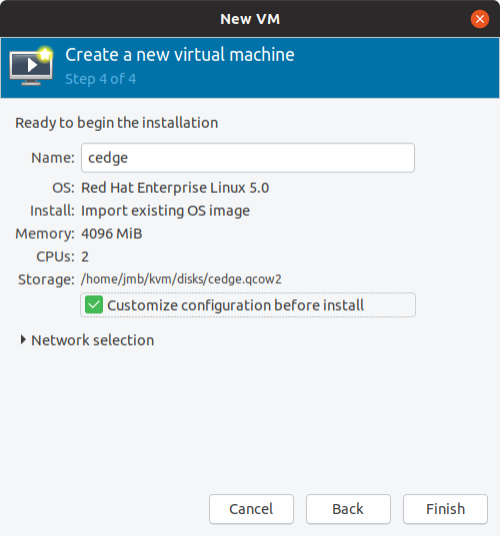 New VM
Create a new virtual machine
Step 4 of 4
Ready to begin the installation
Name: cedge
OS: Red Hat Enterprise Linux 5.0
Install: Import existing OS image
Memory: 4096 MiB
CPUs: 2
Storage: /home/jmb/kvm/disks/cedge.qcow2
Customize configuration before install
Network selection
Cancel Back Finish